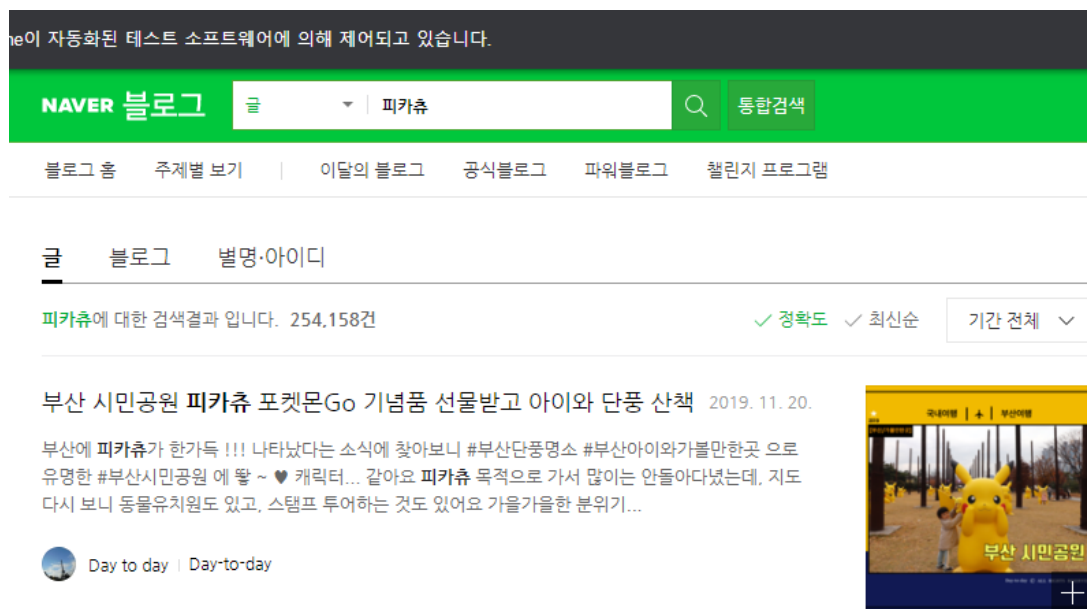 이 자동화된 테스트 소프트웨어에 의해 제어되고 있습니다.
NAVER 블로그 글 피카츄 통합검색
블로그 홈 주제별 보기 이달의 블로그 공식블로그 파워블로그 챌린지 프로그램
글 블로그 별명·아이디
피카츄에 대한 검색결과 입니다. 254,158건 정확도 최신순 기간 전체
부산 시민공원 피카츄 포켓몬Go 기념품 선물받고 아이와 단풍 산책 2019. 11. 20.
부산에 피카츄가 한가득 !!! 나타났다는 소식에 찾아보니 #부산단풍명소 #부산아이와가볼만한곳 으로
유명한 #부산시민공원 에 뙇 ~ ♥ 캐릭터... 같아요 피카츄 목적으로 가서 많이는 안돌아다녔는데, 지도
다시 보니 동물유치원도 있고, 스탬프 투어하는 것도 있어요 가을가을한 분위기...
Day to day Day-to-day
국내여행 부산여행
부산 시민공원